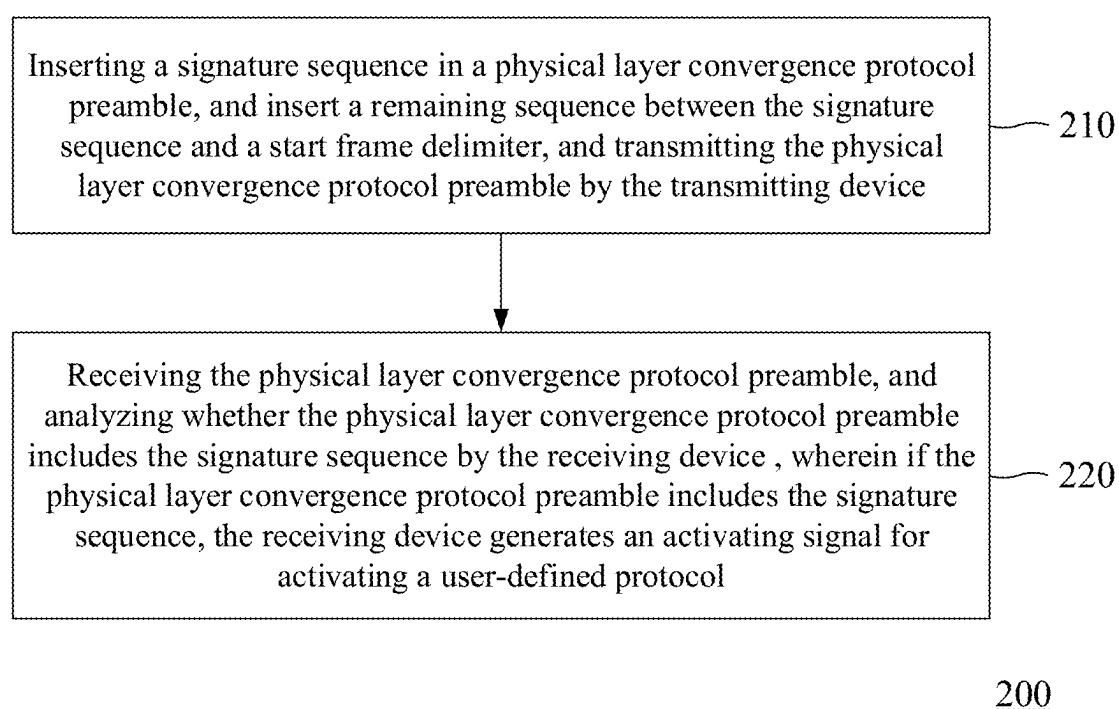 Inserting a signature sequence in a physical layer convergence protocol
preamble, and insert a remaining sequence between the signature
sequence and a start frame delimiter, and transmitting the physical
layer convergence protocol preamble by the transmitting device
210
Receiving the physical layer convergence protocol preamble, and
analyzing whether the physical layer convergence protocol preamble
includes the signature sequence by the receiving device , wherein if the
physical layer convergence protocol preamble includes the signature
sequence, the receiving device generates an activating signal for
activating a user-defined protocol
220
200